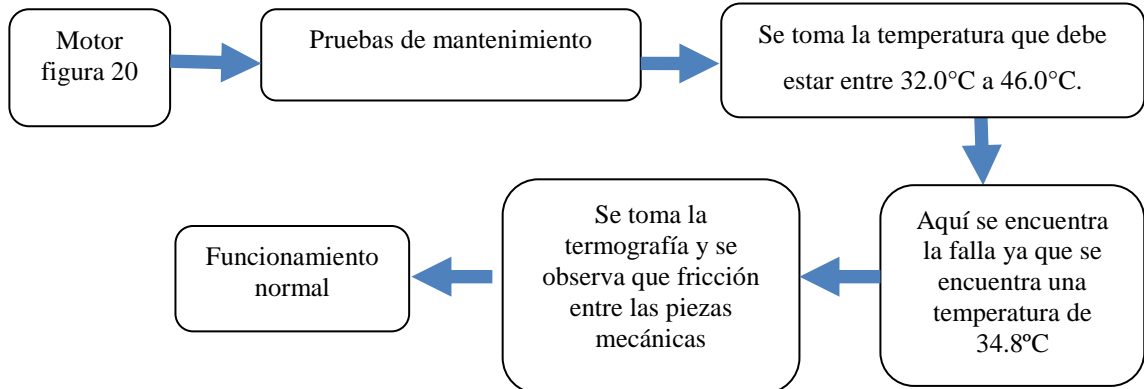 Motor
figura 20
Pruebas de mantenimiento
Se toma la temperatura que debe
estar entre 32.0°C a 46.0°C.
Aquí se encuentra
la falla ya que se
encuentra una
temperatura de
34.8ºC
Se toma la
termografía y se
observa que fricción
entre las piezas
mecánicas
Funcionamiento
normal